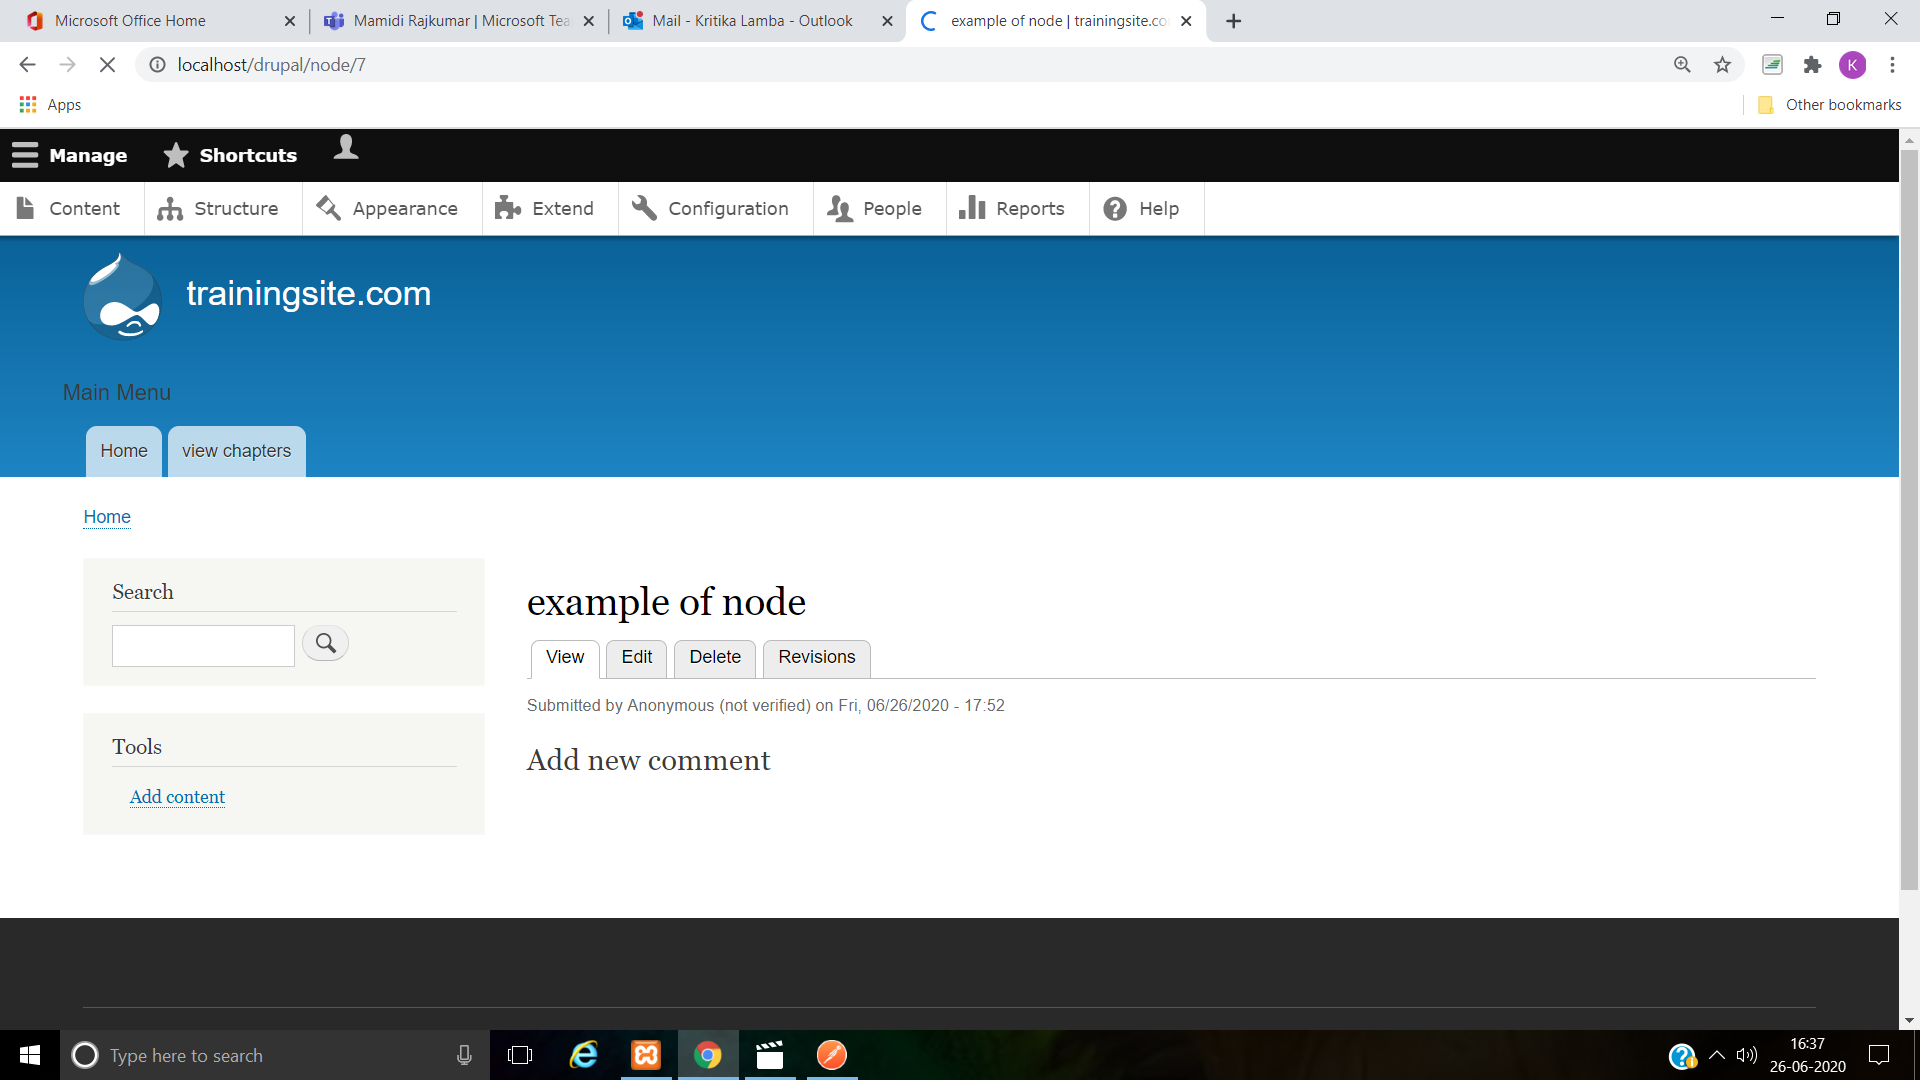 Microsoft Office Home
Mamidi Rajkumar | Microsoft Tea
Mail - Kritika Lamba - Outlook
example of node | trainingsite.co
localhost/drupal/node/7
K
Apps
Other bookmarks
Manage
Shortcuts
Content
Structure
Appearance
Extend
Configuration
People
Reports
Help
trainingsite.com
Main Menu
Home
view chapters
Home
Search
example of node
View
Edit
Delete
Revisions
Submitted by Anonymous (not verified) on Fri, 06/26/2020 - 17:52
Tools
Add new comment
Add content
Type here to search
16:37
26-06-2020